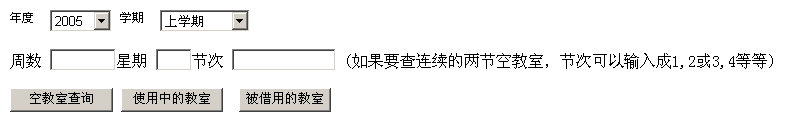 年度 2005 学期 上学期
周数 星期 节次 (如果要查连续的两节空教室，节次可以输入成1,2或3,4等等)
空教室查询 使用中的教室 被借用的教室